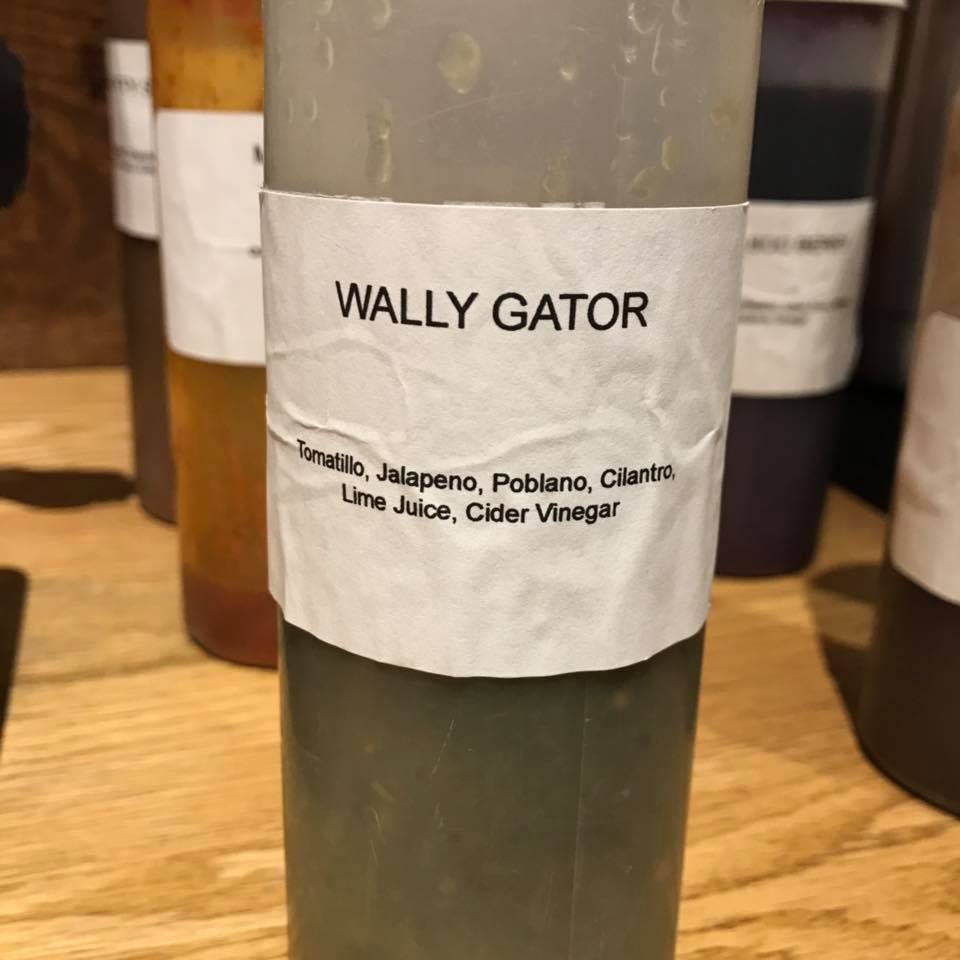 WALLY GATOR
Tomatillo, Jalapeno, Poblano, Cilantro,
Lime Juice, Cider Vinegar